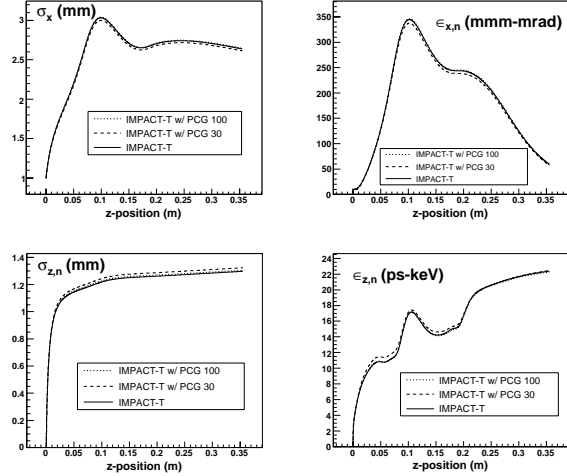 σx (mm)
3
2
1
IMPACT-T w/ PCG 100
IMPACT-T w/ PCG 30
IMPACT-T
0 0.05 0.1 0.15 0.2 0.25 0.3 0.35
z-position (m)
εx,n (mmm-mrad)
350
300
250
200
150
100
50
0
IMPACT-T w/ PCG 100
IMPACT-T w/ PCG 30
IMPACT-T
0 0.05 0.1 0.15 0.2 0.25 0.3 0.35
z-position (m)
σz,n (mm)
1.4
1.2
1
0.8
0.6
0.4
0.2
0
IMPACT-T w/ PCG 100
IMPACT-T w/ PCG 30
IMPACT-T
0 0.05 0.1 0.15 0.2 0.25 0.3 0.35
z-position (m)
εz,n (ps-keV)
24
22
20
18
16
14
12
10
8
6
4
2
0
IMPACT-T w/ PCG 100
IMPACT-T w/ PCG 30
IMPACT-T
0 0.05 0.1 0.15 0.2 0.25 0.3 0.35
z-position (m)